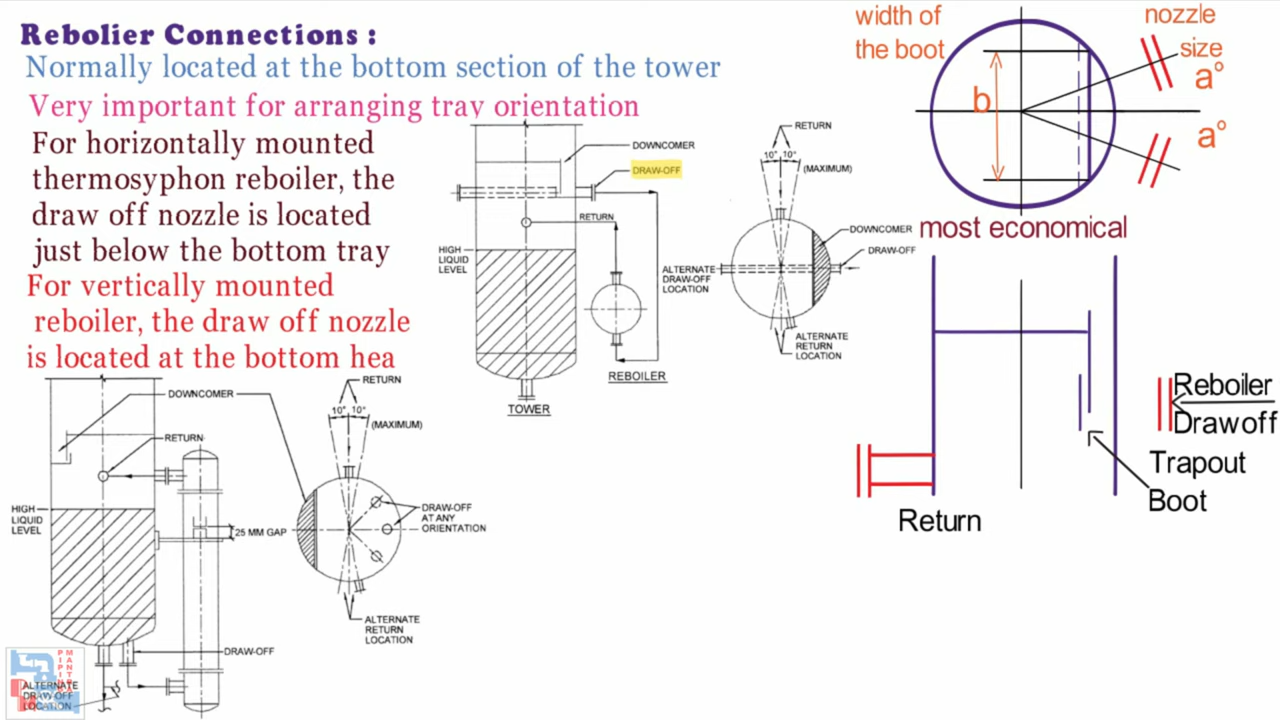 Rebolier Connections :
Normally located at the bottom section of the tower
Very important for arranging tray orientation
For horizontally mounted
thermosyphon reboiler, the
draw off nozzle is located
just below the bottom tray
For vertically mounted
reboiler, the draw off nozzle
is located at the bottom hea
DOWNCOMER
DRAW-OFF
RETURN
HIGH
LIQUID
LEVEL
REBOILER
TOWER
RETURN
10° 10°
(MAXIMUM)
DOWNCOMER
DRAW-OFF
ALTERNATE
DRAW-OFF
LOCATION
ALTERNATE
RETURN
LOCATION
width of
the boot
nozzle
size
a°
b
a°
most economical
Reboiler
Drawoff
Trapout
Boot
Return
DOWNCOMER
RETURN
HIGH
LIQUID
LEVEL
25 MM GAP
DRAW-OFF
ALTERNATE
DRAW-OFF
LOCATION
RETURN
10° 10°
(MAXIMUM)
DRAW-OFF
AT ANY
ORIENTATION
ALTERNATE
RETURN
LOCATION